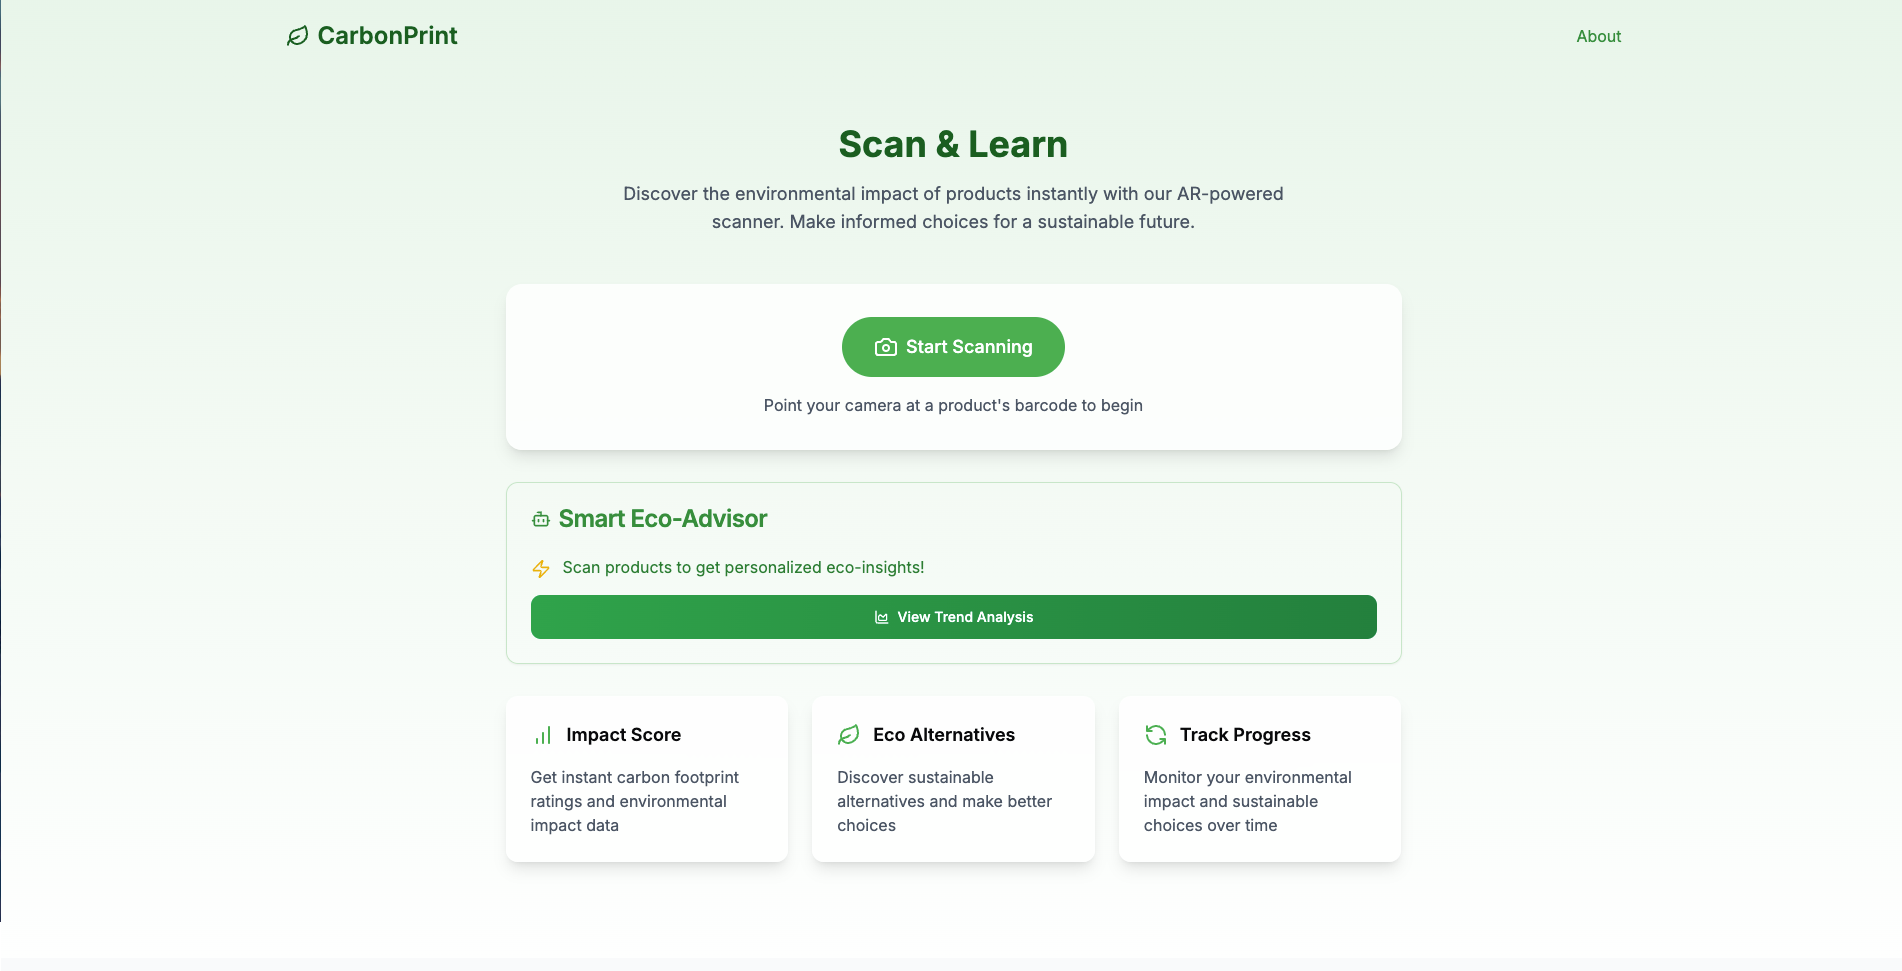 CarbonPrint
About
Scan & Learn
Discover the environmental impact of products instantly with our AR-powered
scanner. Make informed choices for a sustainable future.
Start Scanning
Point your camera at a product's barcode to begin
Smart Eco-Advisor
Scan products to get personalized eco-insights!
View Trend Analysis
Impact Score
Get instant carbon footprint
ratings and environmental
impact data
Eco Alternatives
Discover sustainable
alternatives and make better
choices
Track Progress
Monitor your environmental
impact and sustainable
choices over time